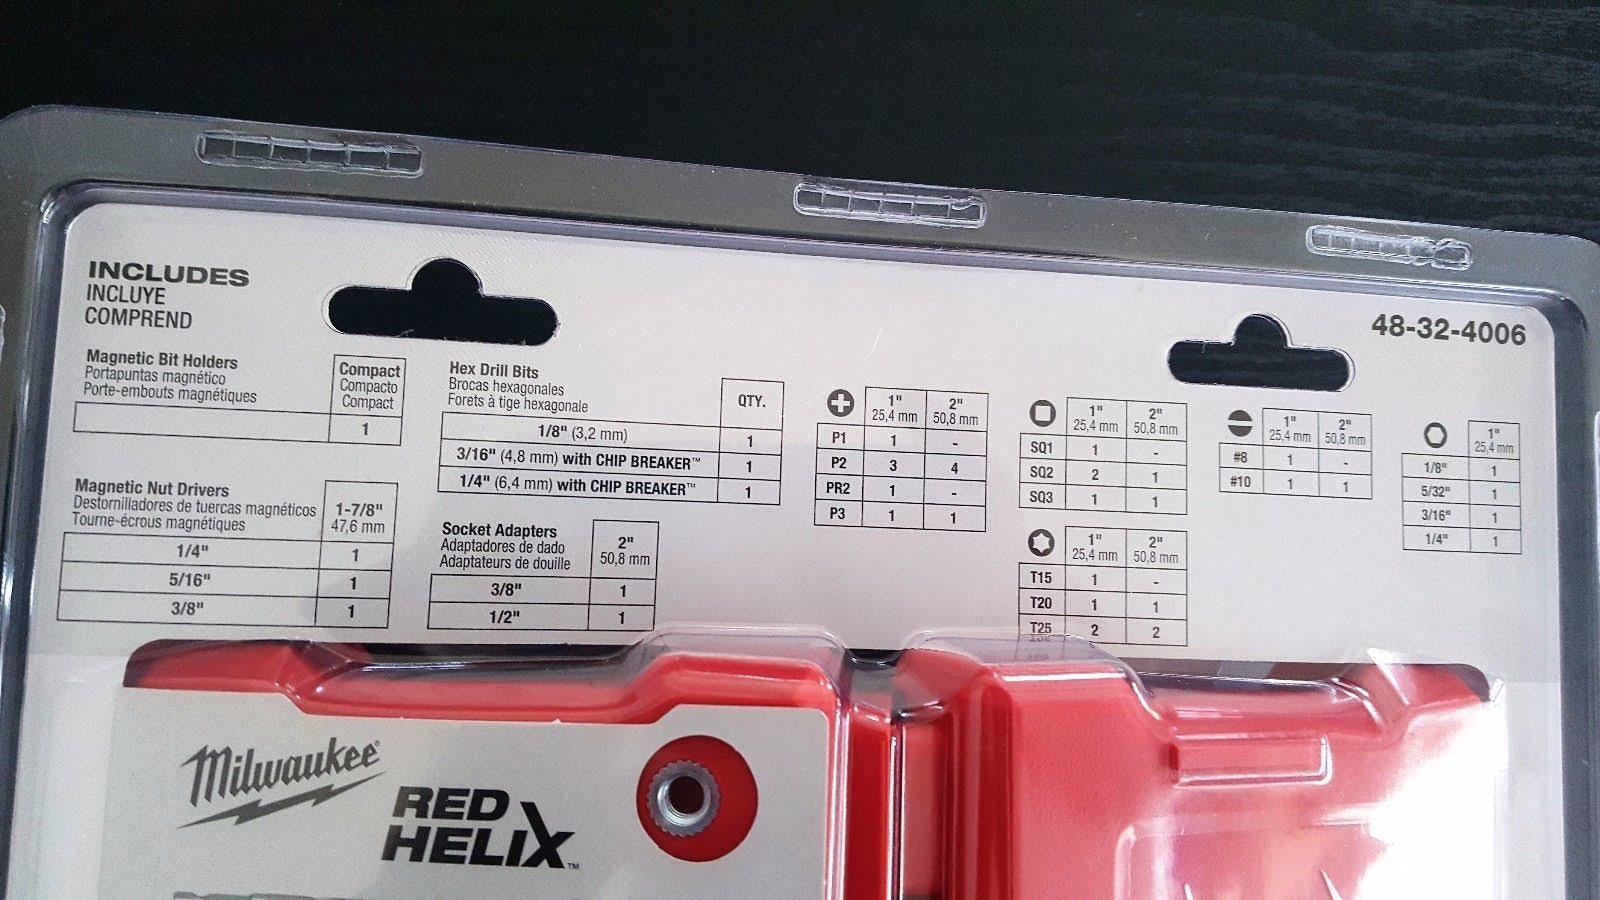 INCLUDES
INCLUYE
COMPREND
48-32-4006
Magnetic Bit Holders
Portapuntas magnético
Porte-embouts magnétiques
Compact
Compacto
Compact
1
Magnetic Nut Drivers
Destornilladores de tuercas magnéticos
Tourne-écrous magnétiques
1-7/8"
47,6 mm
1/4" 1
5/16" 1
3/8" 1
Hex Drill Bits
Brocas hexagonales
Forets à tige hexagonale
QTY.
1/8" (3,2 mm) 1
3/16" (4,8 mm) with CHIP BREAKER™ 1
1/4" (6,4 mm) with CHIP BREAKER™ 1
Socket Adapters
Adaptadores de dado
Adaptateurs de douille
2"
50,8 mm
3/8" 1
1/2" 1
1" 2"
25,4 mm 50,8 mm
P1 1 -
P2 3 4
PR2 1 -
P3 1 1
1" 2"
25,4 mm 50,8 mm
SQ1 1 -
SQ2 2 1
SQ3 1 1
1" 2"
25,4 mm 50,8 mm
T15 1 -
T20 1 1
T25 2 2
1" 2"
25,4 mm 50,8 mm
#8 1 -
#10 1 1
1"
25,4 mm
1/8" 1
5/32" 1
3/16" 1
1/4" 1
Milwaukee
RED
HELIX™